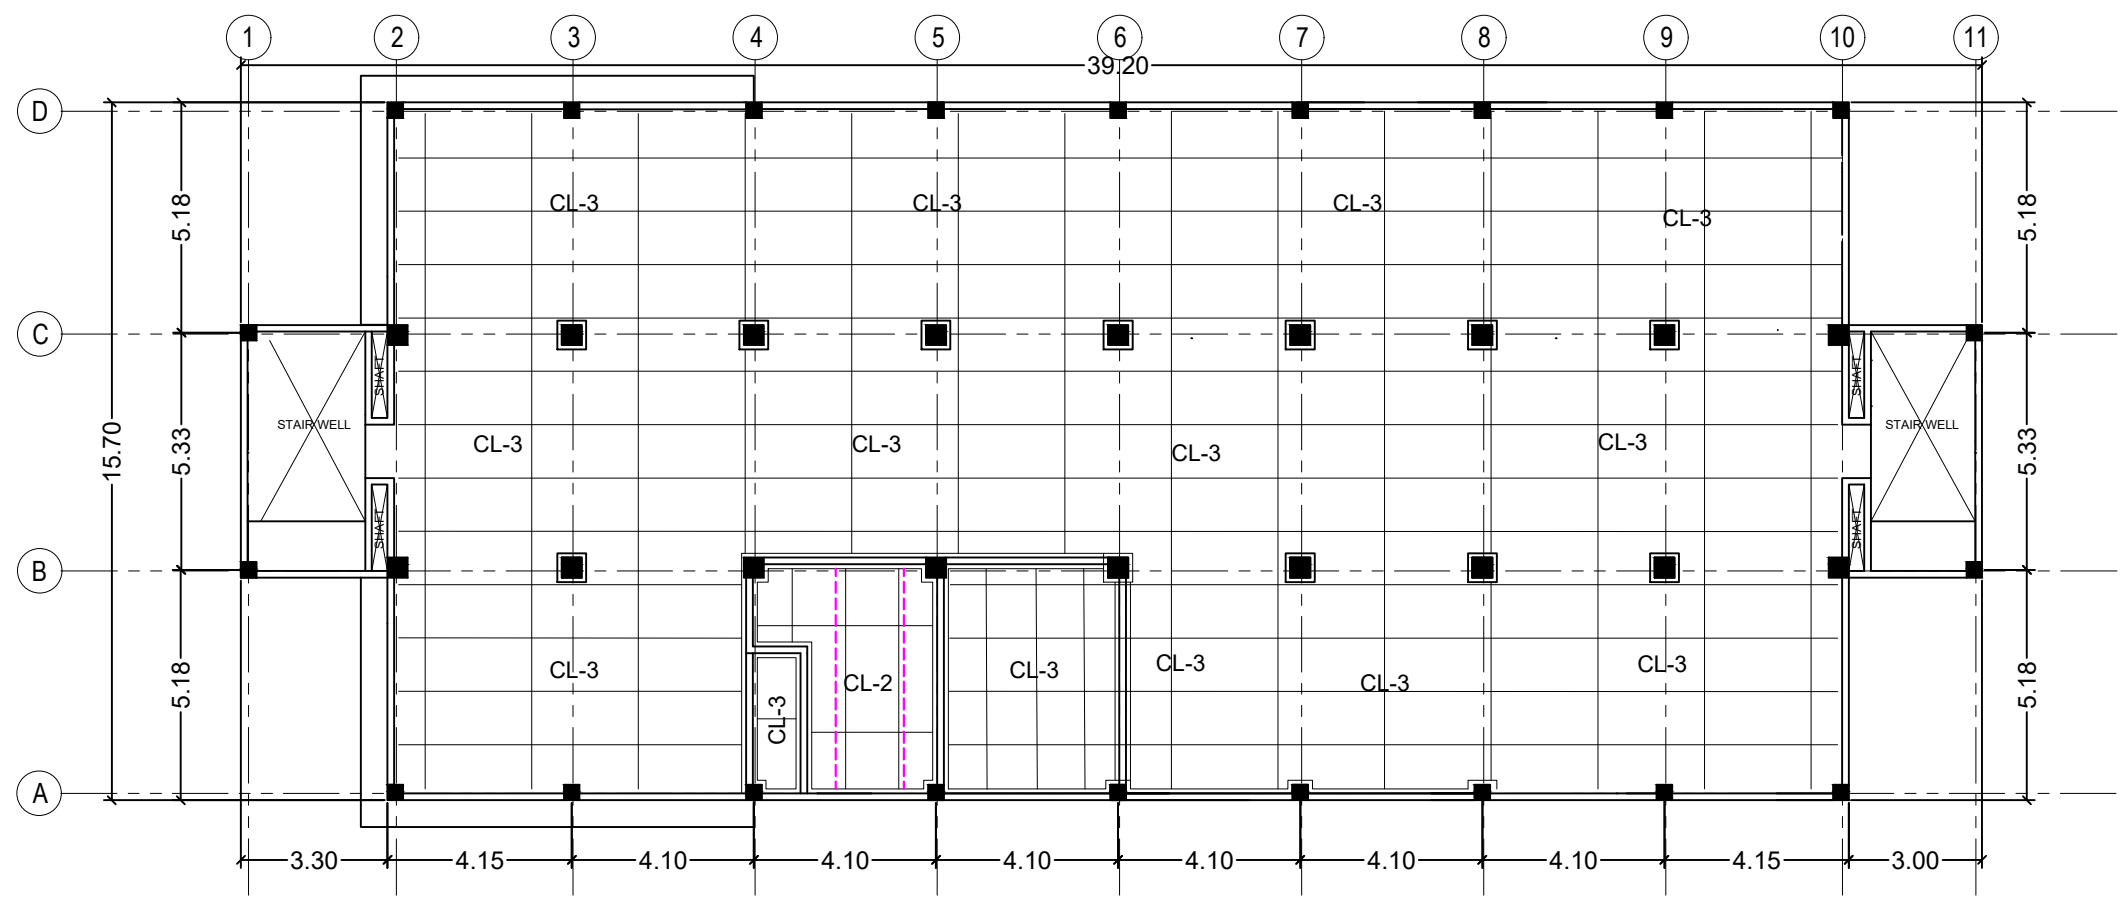 1 2 3 4 5 6 7 8 9 10 11
39.20
D
CL-3 CL-3 CL-3 CL-3
5.18 5.18
C
SHAFT SHAFT
STAIR WELL STAIR WELL
CL-3 CL-3 CL-3 CL-3
15.70 5.33 5.33
SHAFT SHAFT
B
CL-3 CL-3 CL-2 CL-3 CL-3 CL-3 CL-3
5.18 5.18
A
3.30 4.15 4.10 4.10 4.10 4.10 4.10 4.10 4.15 3.00